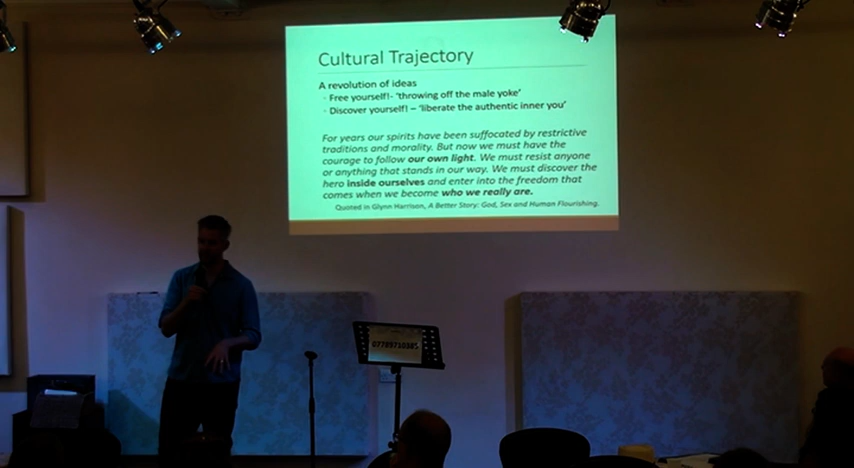 Cultural Trajectory
A revolution of ideas
- Free yourself!- 'throwing off the male yoke'
- Discover yourself! – 'liberate the authentic inner you'
For years our spirits have been suffocated by restrictive
traditions and morality. But now we must have the
courage to follow our own light. We must resist anyone
or anything that stands in our way. We must discover the
hero inside ourselves and enter into the freedom that
comes when we become who we really are.
Quoted in Glynn Harrison, A Better Story: God, Sex and Human Flourishing.
07789710385